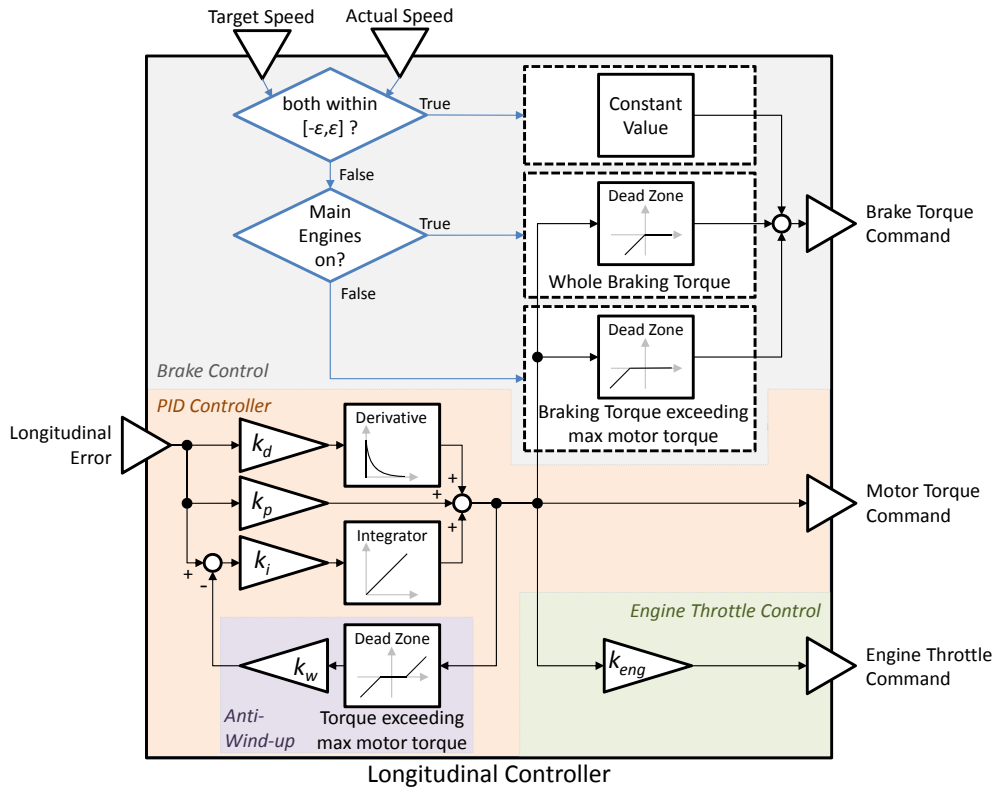 Target Speed
Actual Speed
both within
[-ε,ε] ?
True
False
Constant
Value
Main
Engines
on?
True
False
Dead Zone
Whole Braking Torque
Dead Zone
Braking Torque exceeding
max motor torque
Brake Torque
Command
Brake Control
PID Controller
Longitudinal
Error
k_d
Derivative
+
k_p
+
+
Motor Torque
Command
+
-
k_i
Integrator
Engine Throttle Control
k_w
Dead Zone
k_eng
Engine Throttle
Command
Anti-
Wind-up
Torque exceeding
max motor torque
Longitudinal Controller